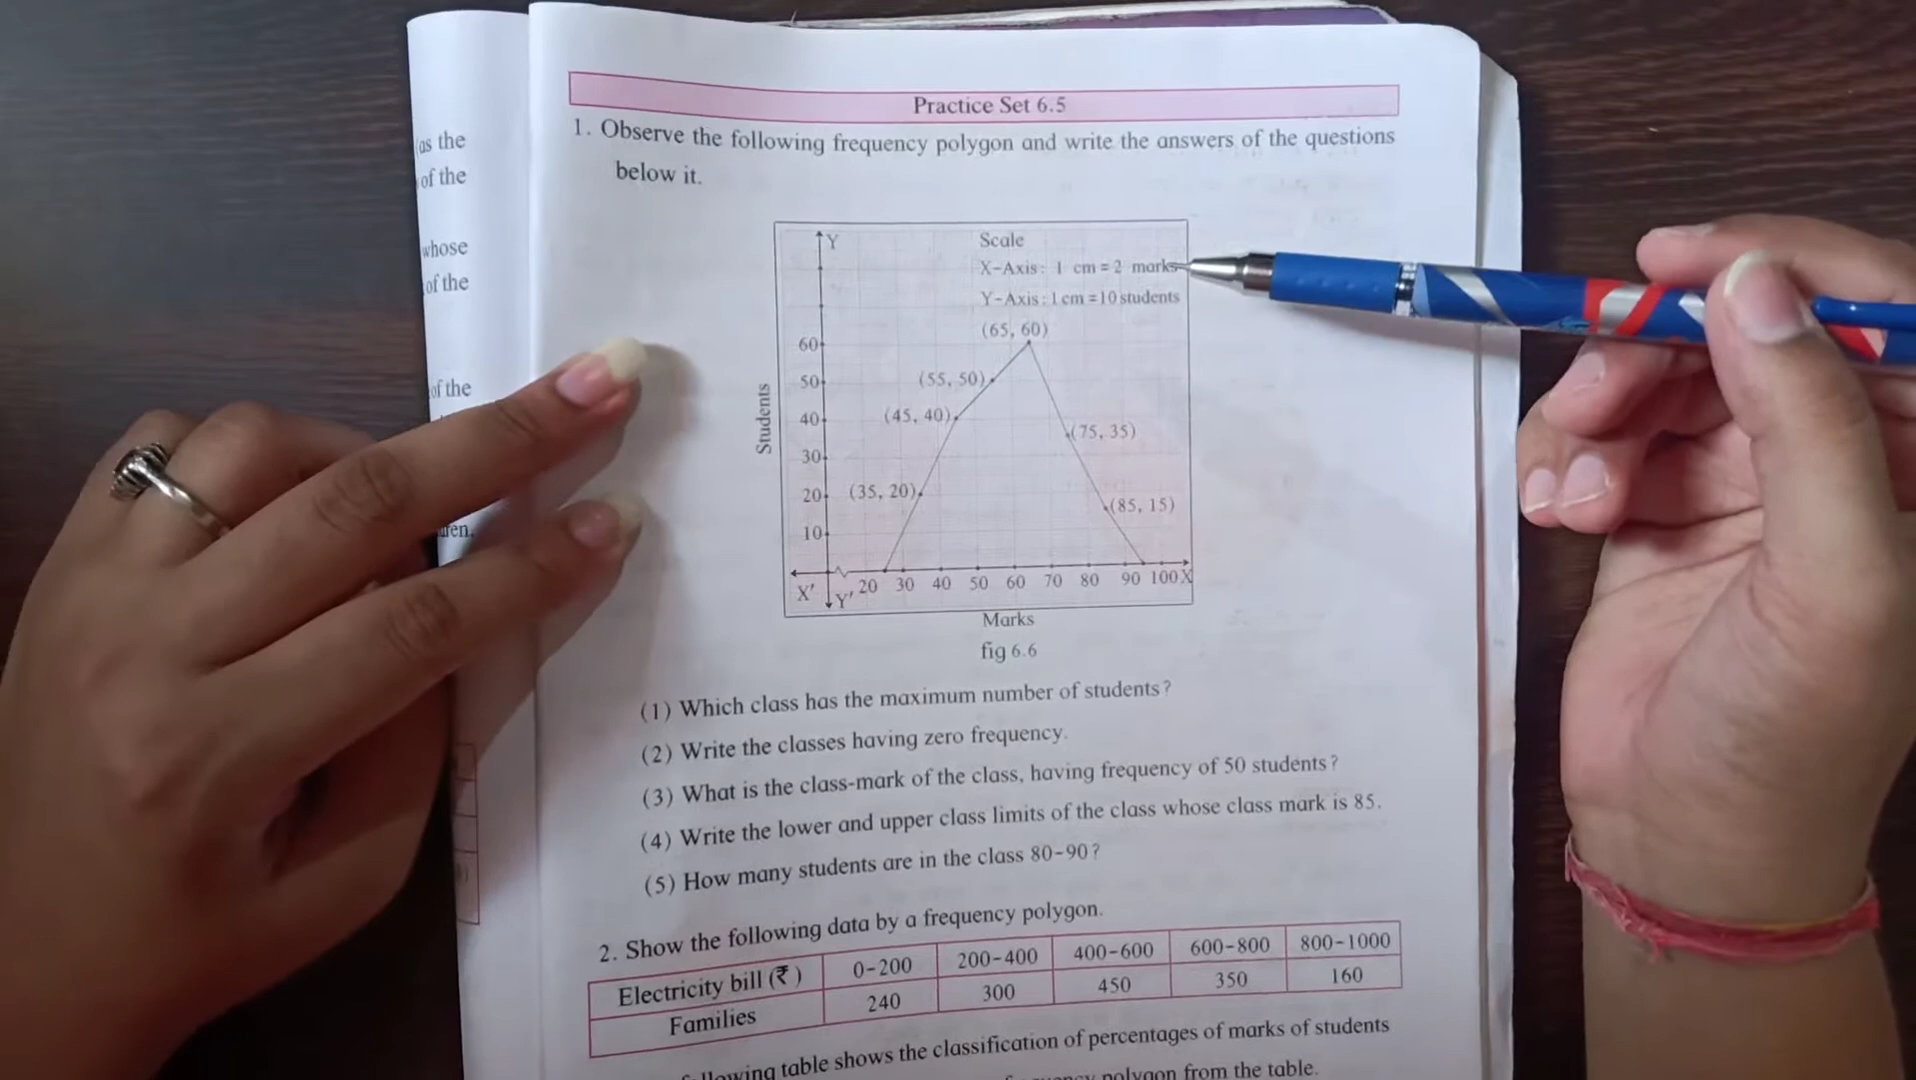 Practice Set 6.5
1. Observe the following frequency polygon and write the answers of the questions
below it.
as the
of the
whose
of the
of the
Y
Scale
X-Axis: 1 cm = 2 marks
Y-Axis: 1 cm = 10 students
(65, 60)
60
(55, 50)
50
(45, 40)
40
(75, 35)
30
(35, 20)
20
(85, 15)
10
Students
X' Y' 20 30 40 50 60 70 80 90 100 X
Marks
fig 6.6
(1) Which class has the maximum number of students?
(2) Write the classes having zero frequency.
(3) What is the class-mark of the class, having frequency of 50 students?
(4) Write the lower and upper class limits of the class whose class mark is 85.
(5) How many students are in the class 80-90?
2. Show the following data by a frequency polygon.
Electricity bill (₹) 0-200 200-400 400-600 600-800 800-1000
Families 240 300 450 350 160
table shows the classification of percentages of marks of students
polygon from the table.